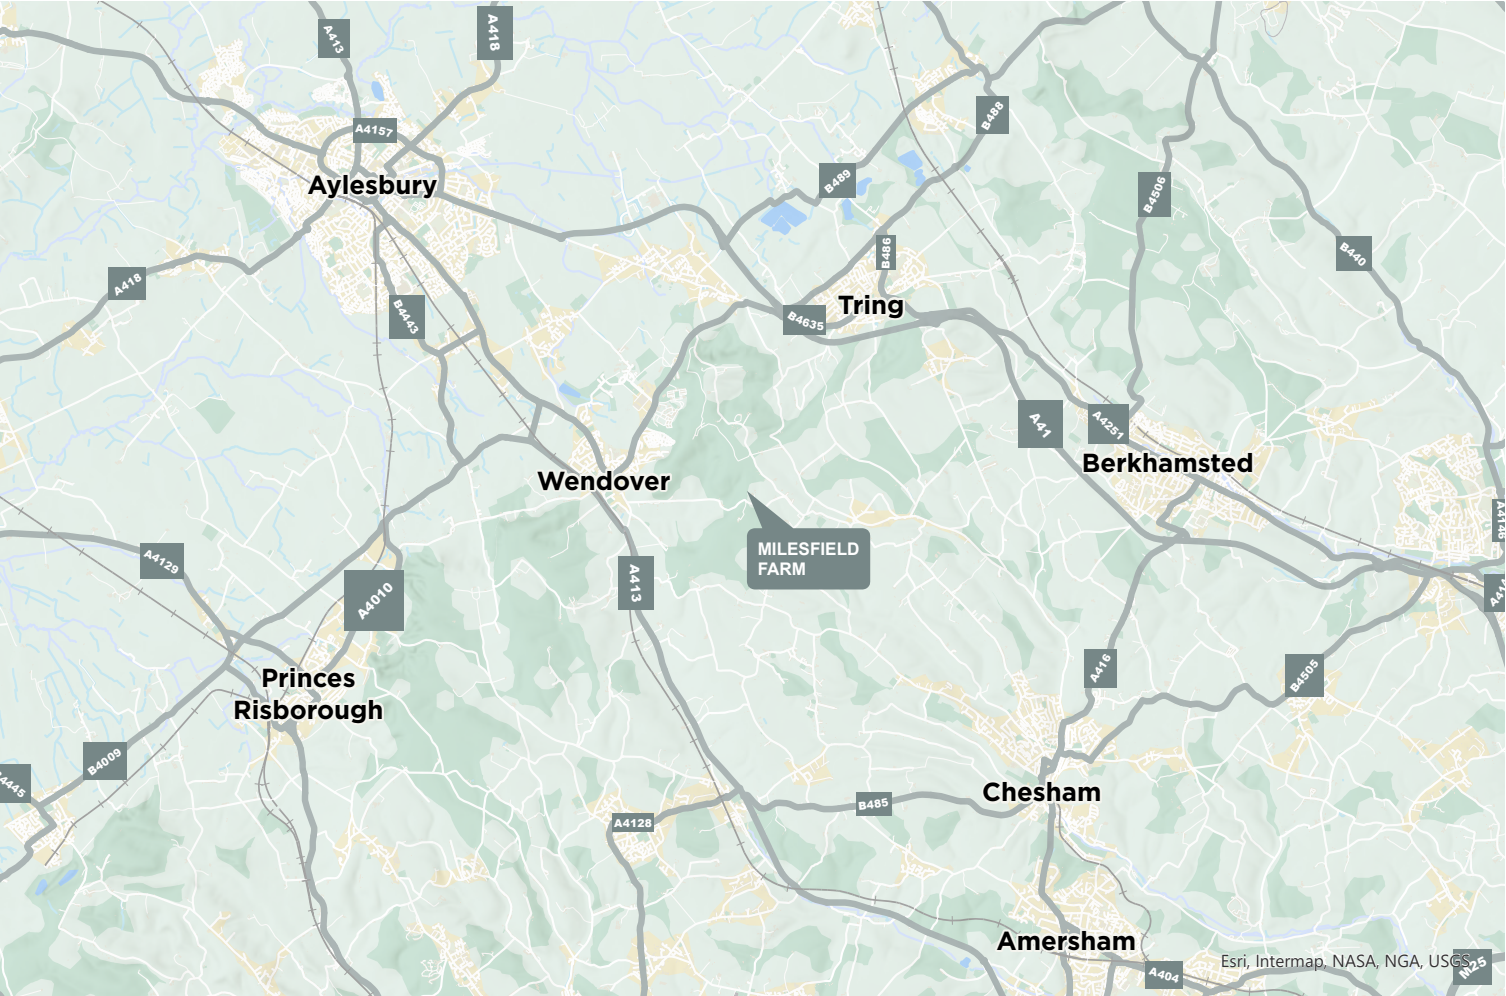 A413
A418
B488
A4157
B489
Aylesbury
B4506
B486
B440
A418
Tring
B4443
B4635
A41
A4251
Berkhamsted
Wendover
A4146
MILESFIELD
FARM
A4129
A413
A4010
A416
B4505
Princes
Risborough
B4009
Chesham
B485
A4128
Amersham
Esri, Intermap, NASA, NGA, USGS
M25
A404